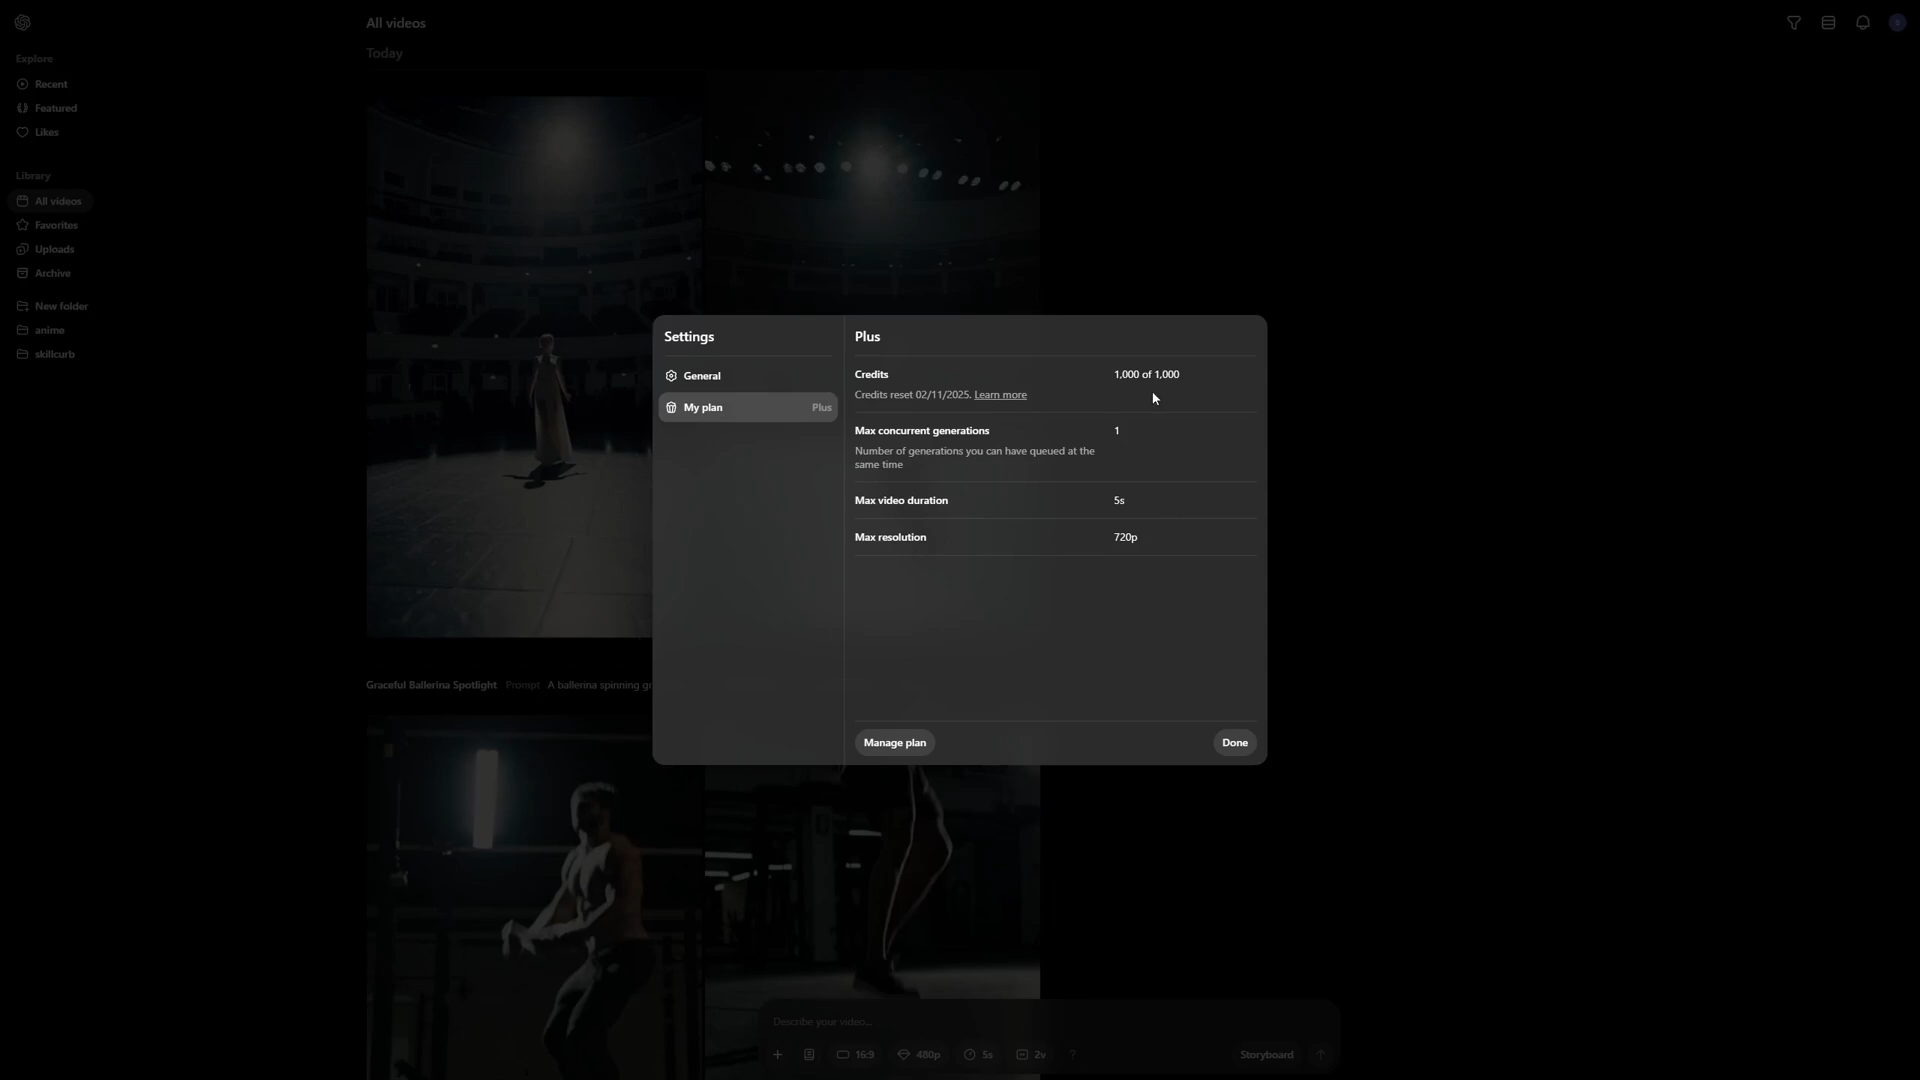 All videos
Today
Explore
Recent
Featured
Likes
Library
All videos
Favorites
Uploads
Archive
New folder
anime
skillcurb
Settings
General
My plan Plus
Plus
Credits 1,000 of 1,000
Credits reset 02/11/2025. Learn more
Max concurrent generations 1
Number of generations you can have queued at the
same time
Max video duration 5s
Max resolution 720p
Manage plan Done
Graceful Ballerina Spotlight Prompt A ballerina spinning gr
Describe your video...
+ 16:9 480p 5s 2v ? Storyboard